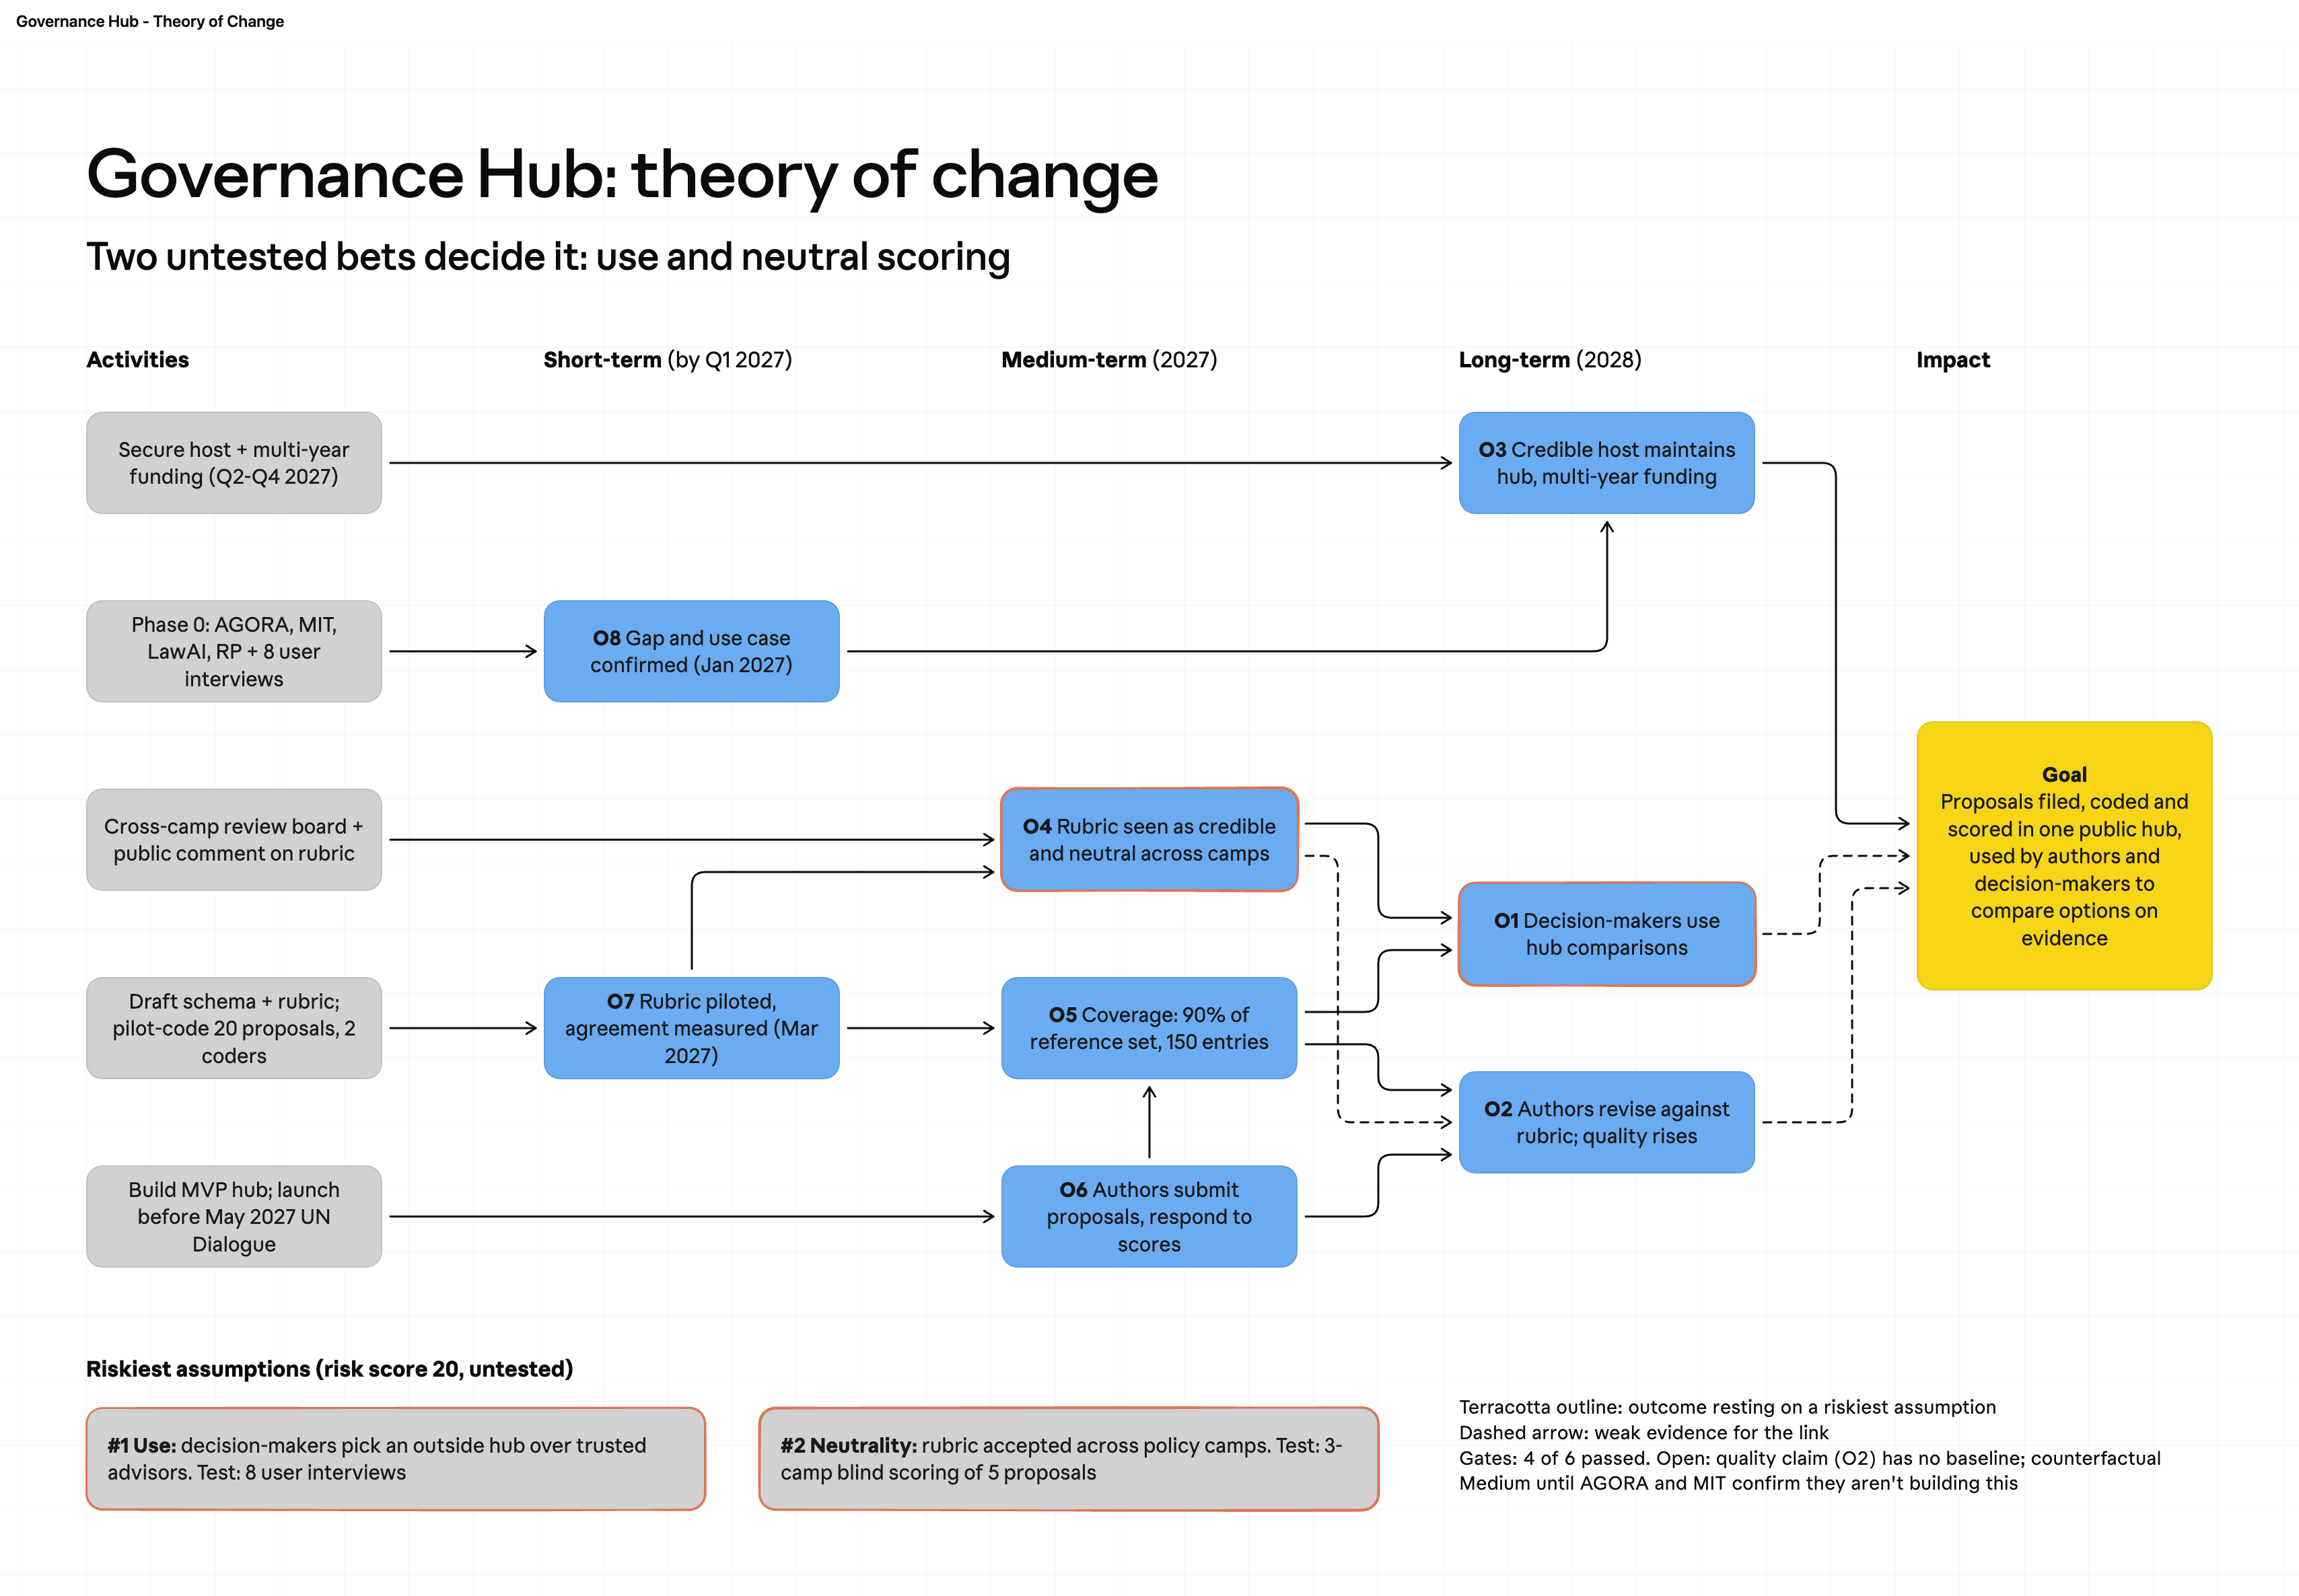 Governance Hub - Theory of Change
Governance Hub: theory of change
Two untested bets decide it: use and neutral scoring
Activities
Short-term (by Q1 2027)
Medium-term (2027)
Long-term (2028)
Impact
Secure host + multi-year
funding (Q2-Q4 2027)
O3 Credible host maintains
hub, multi-year funding
Phase 0: AGORA, MIT,
LawAI, RP + 8 user
interviews
O8 Gap and use case
confirmed (Jan 2027)
Cross-camp review board +
public comment on rubric
O4 Rubric seen as credible
and neutral across camps
O1 Decision-makers use
hub comparisons
Goal
Proposals filed, coded and
scored in one public hub,
used by authors and
decision-makers to
compare options on
evidence
Draft schema + rubric;
pilot-code 20 proposals, 2
coders
O7 Rubric piloted,
agreement measured (Mar
2027)
O5 Coverage: 90% of
reference set, 150 entries
O2 Authors revise against
rubric; quality rises
Build MVP hub; launch
before May 2027 UN
Dialogue
O6 Authors submit
proposals, respond to
scores
Riskiest assumptions (risk score 20, untested)
#1 Use: decision-makers pick an outside hub over trusted
advisors. Test: 8 user interviews
#2 Neutrality: rubric accepted across policy camps. Test: 3-
camp blind scoring of 5 proposals
Terracotta outline: outcome resting on a riskiest assumption
Dashed arrow: weak evidence for the link
Gates: 4 of 6 passed. Open: quality claim (O2) has no baseline; counterfactual
Medium until AGORA and MIT confirm they aren't building this